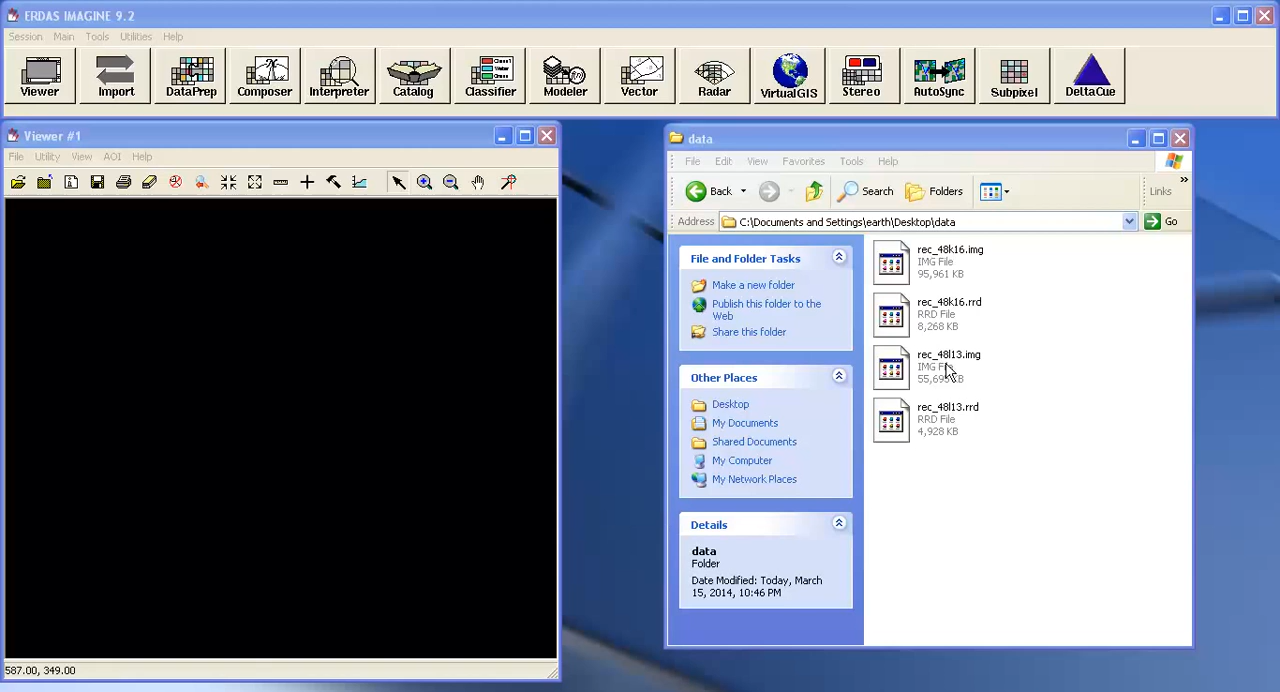 ERDAS IMAGINE 9.2
Session Main Tools Utilities Help
Viewer Import DataPrep Composer Interpreter Catalog Classifier Modeler Vector Radar VirtualGIS Stereo AutoSync Subpixel DeltaCue
Viewer #1
File Utility View AOI Help
587.00, 349.00
data
File Edit View Favorites Tools Help
Back Search Folders Links
Address C:\Documents and Settings\earth\Desktop\data Go
File and Folder Tasks
Make a new folder
Publish this folder to the
Web
Share this folder
Other Places
Desktop
My Documents
Shared Documents
My Computer
My Network Places
Details
data
Folder
Date Modified: Today, March
15, 2014, 10:46 PM
rec_48k16.img
IMG File
95,961 KB
rec_48k16.rrd
RRD File
8,268 KB
rec_48l13.img
IMG File
KB
rec_48l13.rrd
RRD File
4,928 KB